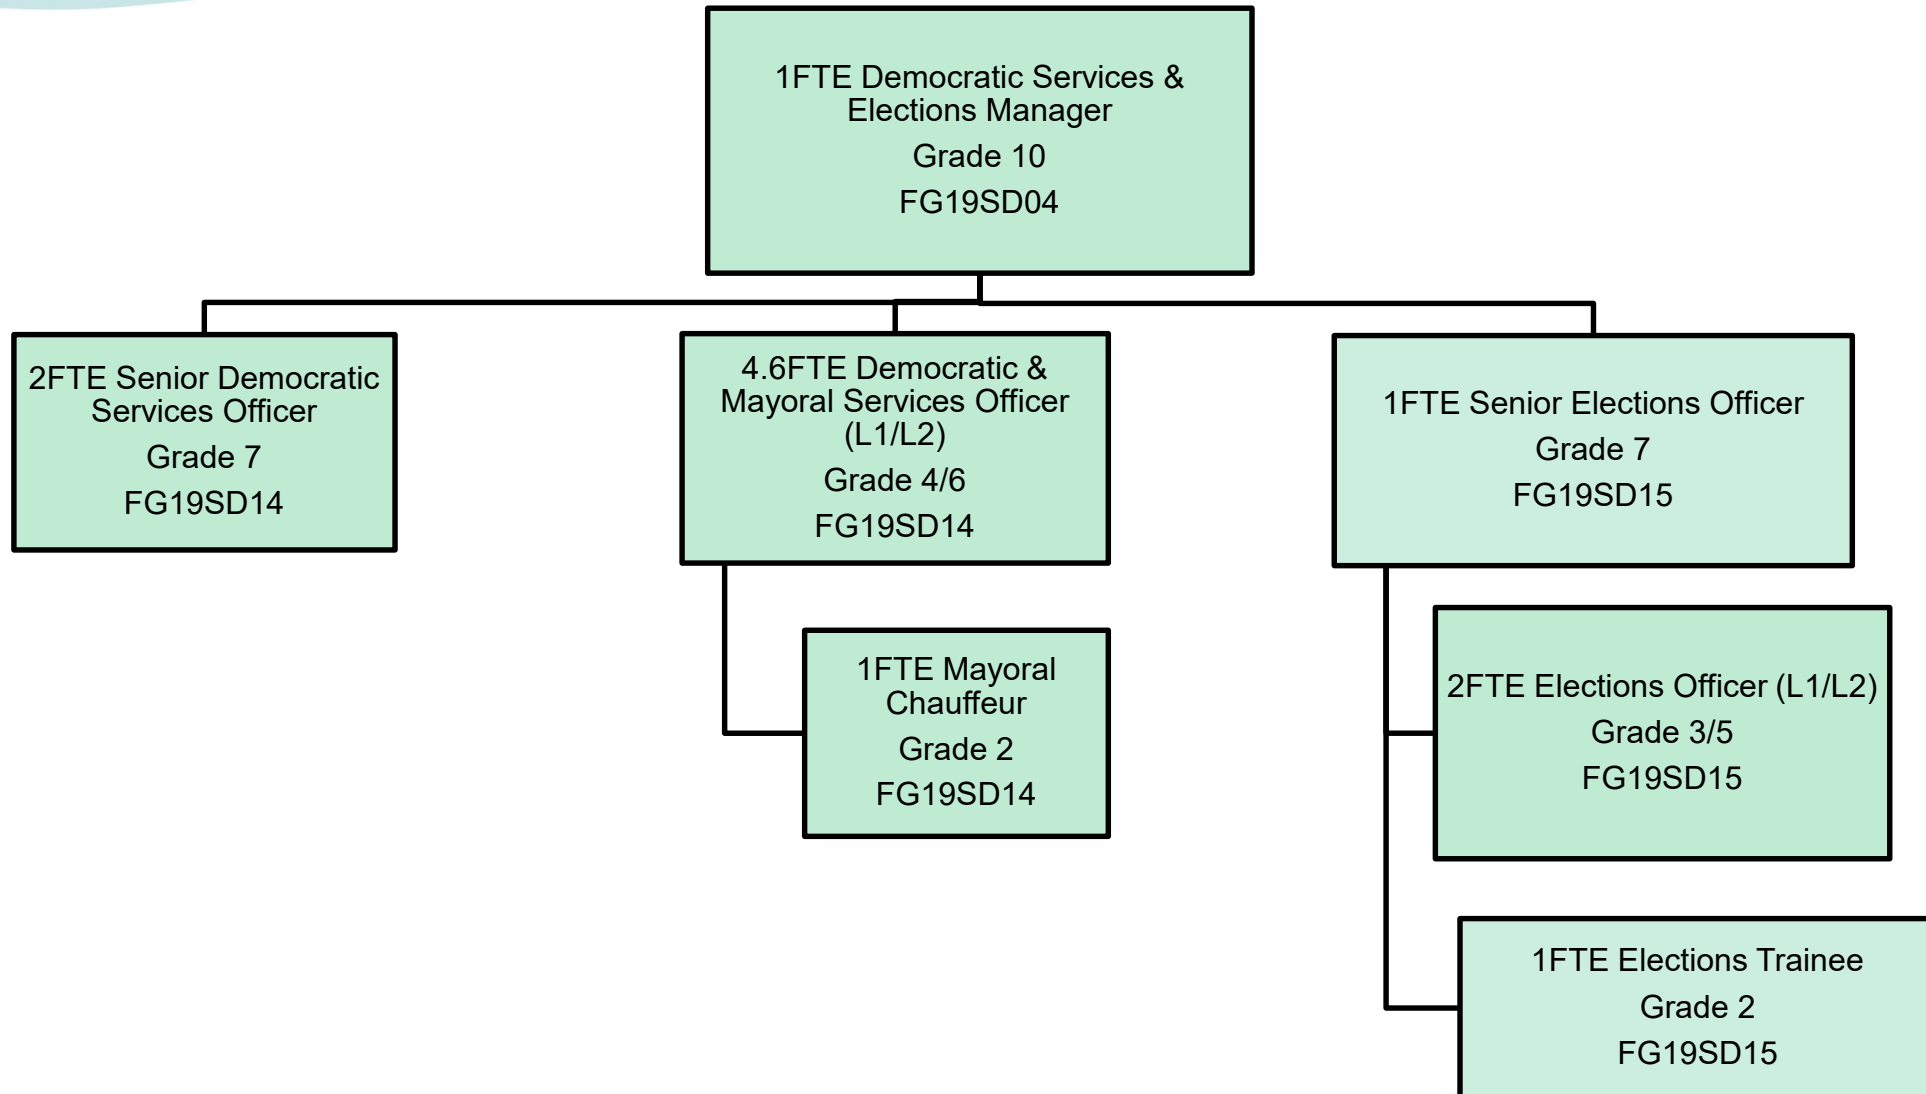 1FTE Democratic Services &
Elections Manager
Grade 10
FG19SD04
2FTE Senior Democratic
Services Officer
Grade 7
FG19SD14
4.6FTE Democratic &
Mayoral Services Officer
(L1/L2)
Grade 4/6
FG19SD14
1FTE Senior Elections Officer
Grade 7
FG19SD15
1FTE Mayoral
Chauffeur
Grade 2
FG19SD14
2FTE Elections Officer (L1/L2)
Grade 3/5
FG19SD15
1FTE Elections Trainee
Grade 2
FG19SD15